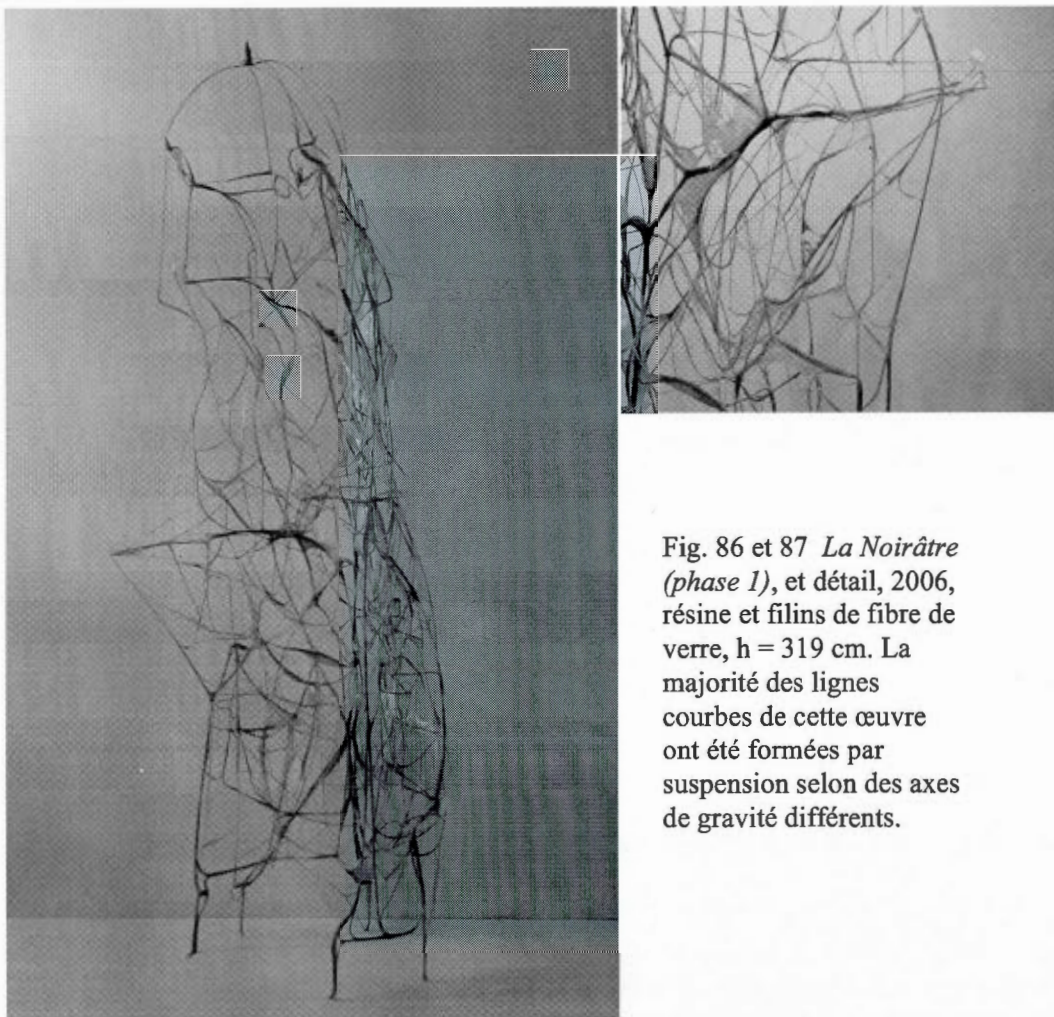 Fig. 86 et 87 La Noirâtre
(phase 1), et détail, 2006,
résine et filins de fibre de
verre, h = 319 cm. La
majorité des lignes
courbes de cette œuvre
ont été formées par
suspension selon des axes
de gravité différents.